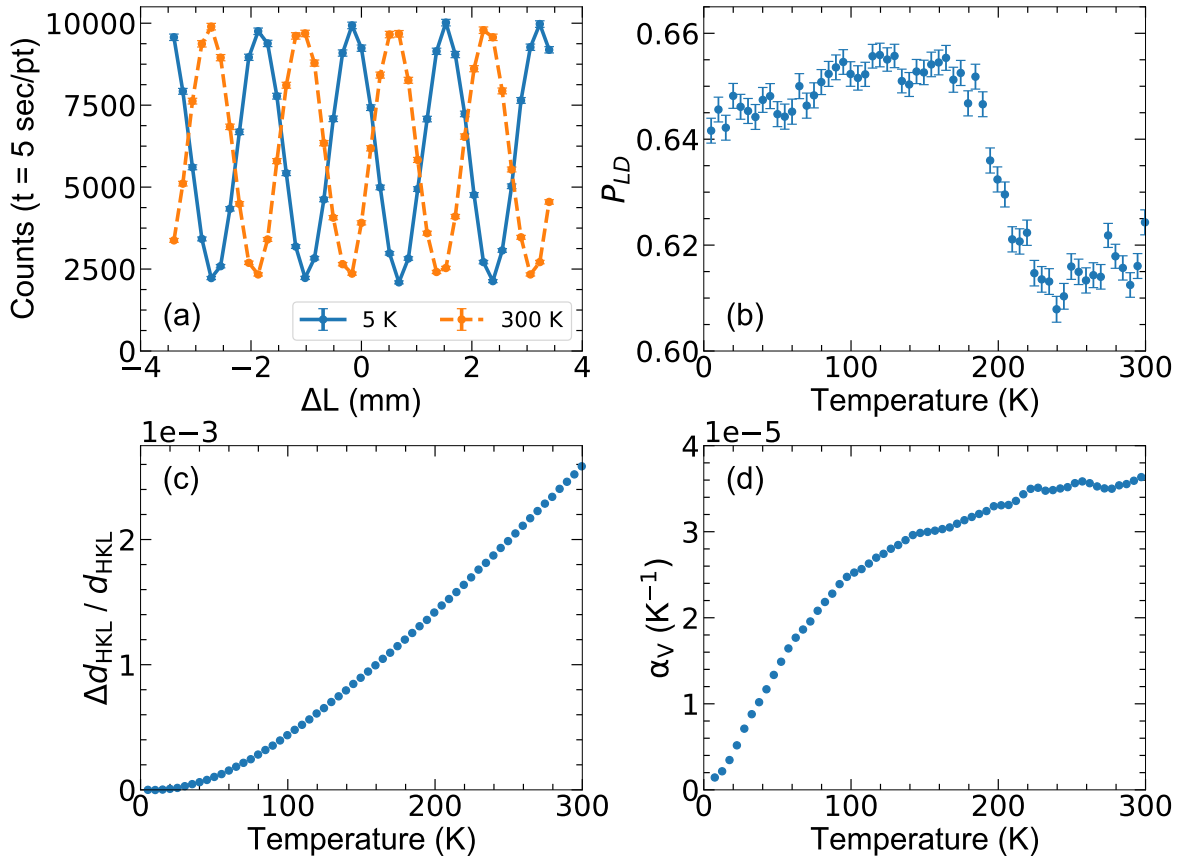 10000
7500
5000
2500
0
Counts (t = 5 sec/pt)
(a)
5 K
300 K
−4
−2
0
2
4
ΔL (mm)
0.66
0.64
0.62
0.60
P_LD
(b)
0
100
200
300
Temperature (K)
1e−3
2
1
0
Δd_HKL / d_HKL
(c)
0
100
200
300
Temperature (K)
1e−5
4
3
2
1
0
α_V (K⁻¹)
(d)
0
100
200
300
Temperature (K)